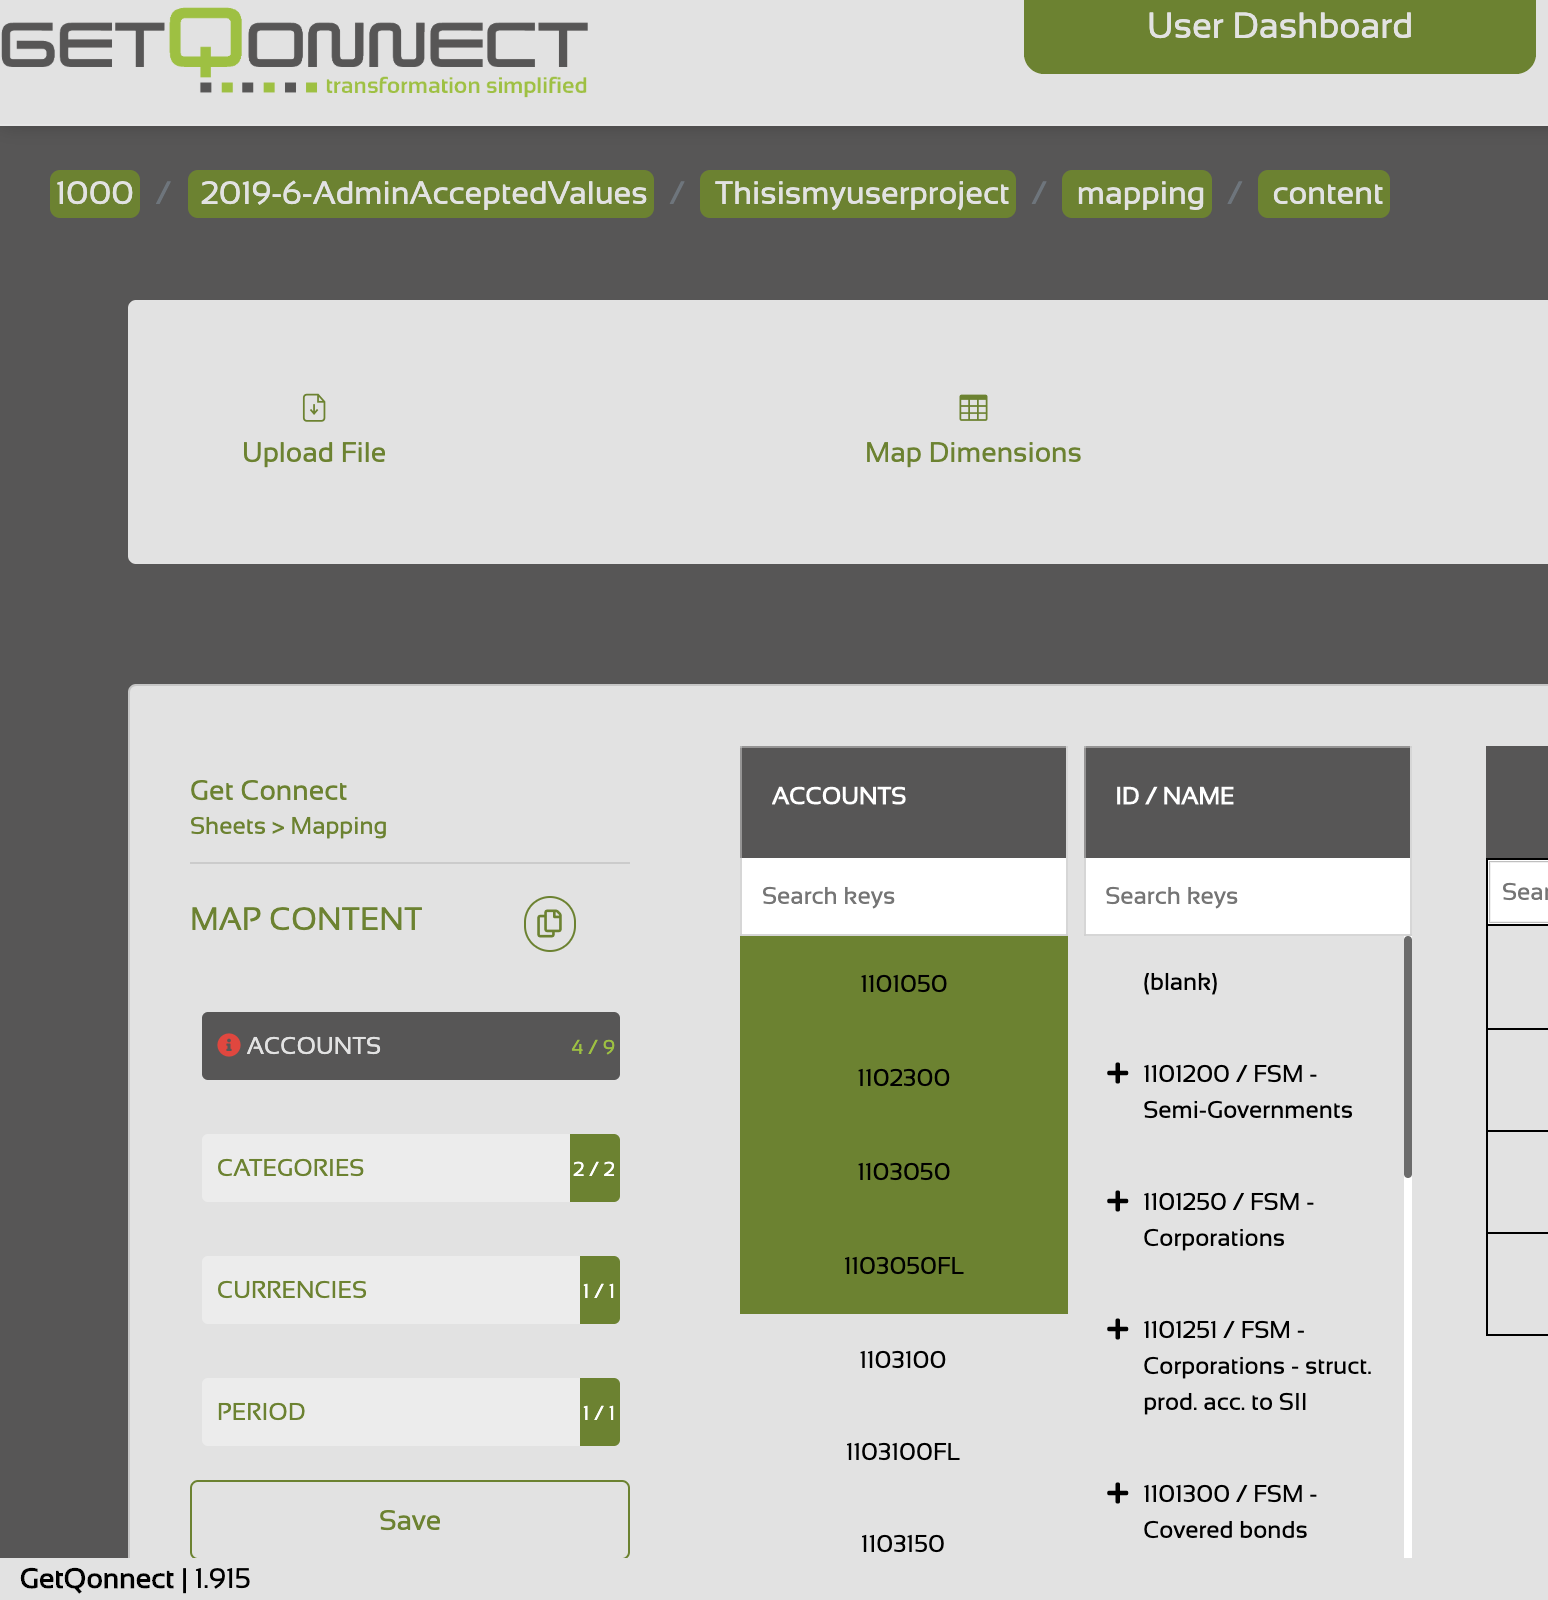 GETQONNECT
transformation simplified
User Dashboard
1000 / 2019-6-AdminAcceptedValues / Thisismyuserproject / mapping / content
Upload File
Map Dimensions
Get Connect
Sheets > Mapping
MAP CONTENT
ACCOUNTS 4 / 9
CATEGORIES 2 / 2
CURRENCIES 1 / 1
PERIOD 1 / 1
Save
ACCOUNTS
Search keys
1101050
1102300
1103050
1103050FL
1103100
1103100FL
1103150
ID / NAME
Search keys
(blank)
1101200 / FSM -
Semi-Governments
1101250 / FSM -
Corporations
1101251 / FSM -
Corporations - struct.
prod. acc. to SII
1101300 / FSM -
Covered bonds
GetQonnect | 1.915